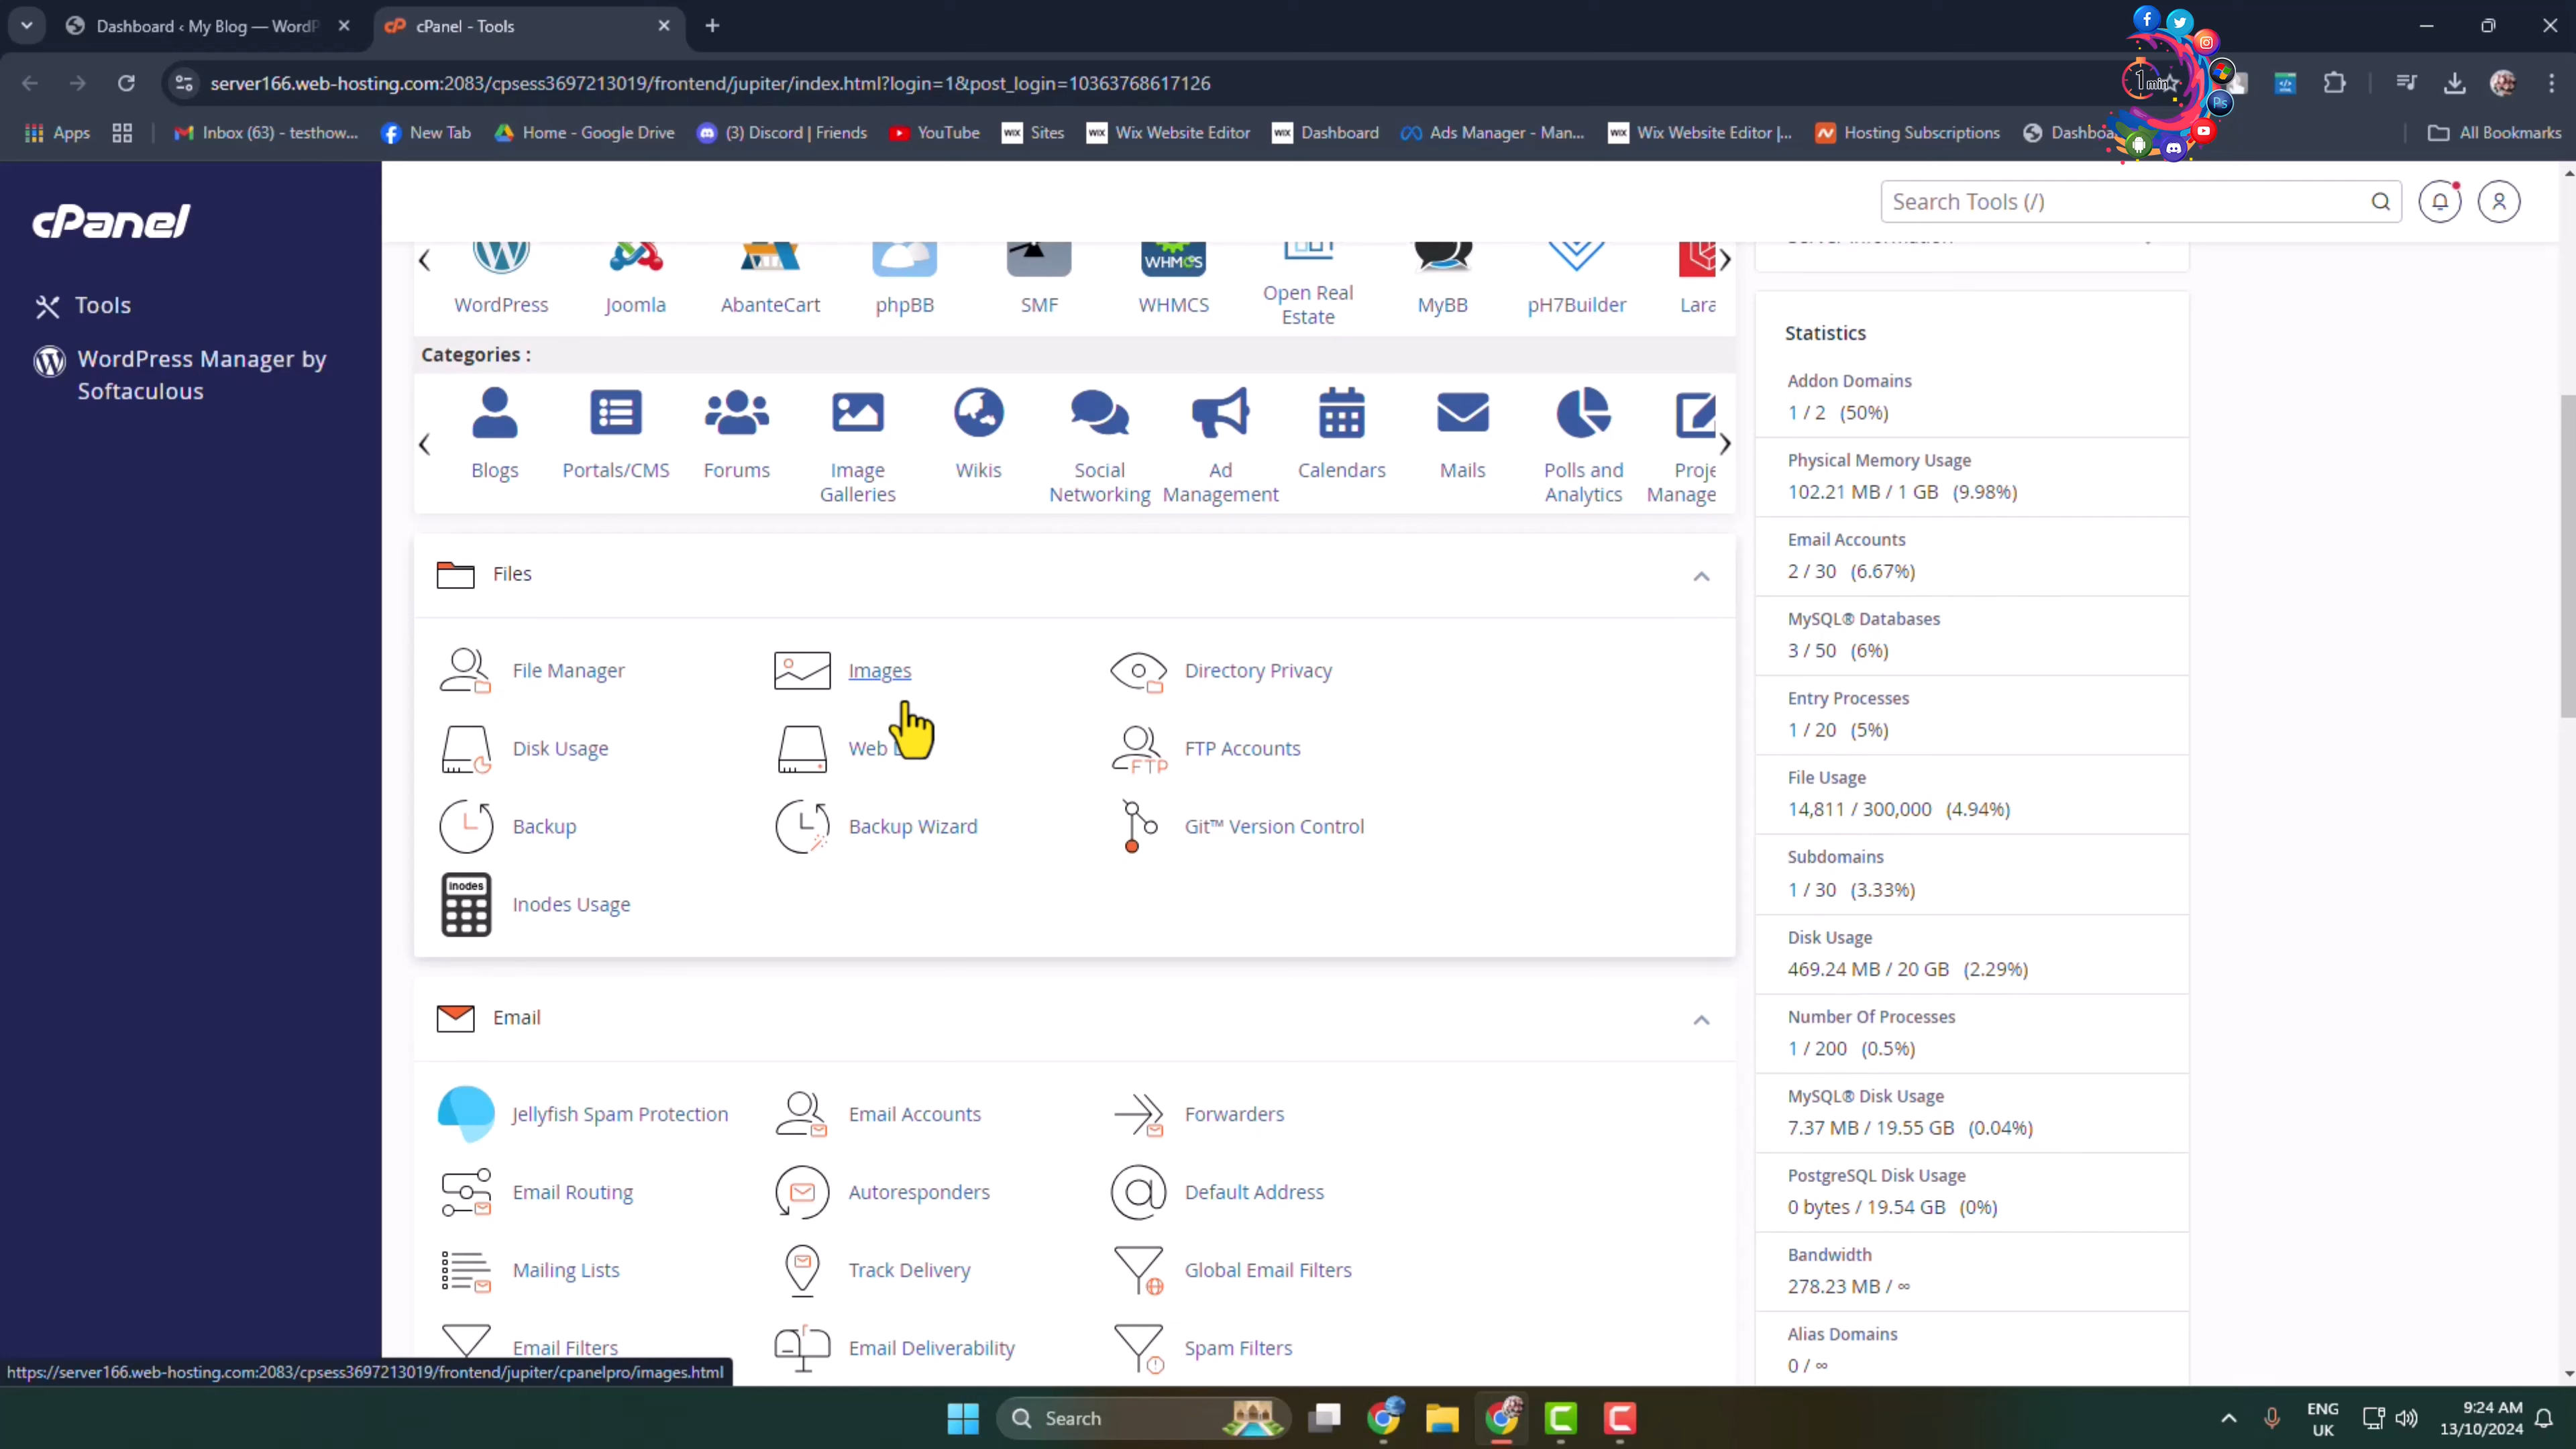 Dashboard ‹ My Blog — WordP
cPanel - Tools
server166.web-hosting.com:2083/cpsess3697213019/frontend/jupiter/index.html?login=1&post_login=10363768617126
1 min
Ps
Apps
Inbox (63) - testhow...
New Tab
Home - Google Drive
(3) Discord | Friends
YouTube
WIX Sites
WIX Wix Website Editor
WIX Dashboard
Ads Manager - Man...
WIX Wix Website Editor |...
Hosting Subscriptions
Dashboa
All Bookmarks
cPanel
Search Tools (/)
Tools
WordPress Manager by
Softaculous
WHMCS
WordPress
Joomla
AbanteCart
phpBB
SMF
WHMCS
Open Real
Estate
MyBB
pH7Builder
Lara
Categories :
Blogs
Portals/CMS
Forums
Image
Galleries
Wikis
Social
Networking
Ad
Management
Calendars
Mails
Polls and
Analytics
Proje
Manage
Files
File Manager
Images
Directory Privacy
Disk Usage
Web
FTP
FTP Accounts
Backup
Backup Wizard
Git™ Version Control
inodes
Inodes Usage
Email
Jellyfish Spam Protection
Email Accounts
Forwarders
Email Routing
Autoresponders
Default Address
Mailing Lists
Track Delivery
Global Email Filters
Email Filters
Email Deliverability
Spam Filters
Statistics
Addon Domains
1 / 2 (50%)
Physical Memory Usage
102.21 MB / 1 GB (9.98%)
Email Accounts
2 / 30 (6.67%)
MySQL® Databases
3 / 50 (6%)
Entry Processes
1 / 20 (5%)
File Usage
14,811 / 300,000 (4.94%)
Subdomains
1 / 30 (3.33%)
Disk Usage
469.24 MB / 20 GB (2.29%)
Number Of Processes
1 / 200 (0.5%)
MySQL® Disk Usage
7.37 MB / 19.55 GB (0.04%)
PostgreSQL Disk Usage
0 bytes / 19.54 GB (0%)
Bandwidth
278.23 MB / ∞
Alias Domains
0 / ∞
https://server166.web-hosting.com:2083/cpsess3697213019/frontend/jupiter/cpanelpro/images.html
Search
ENG
UK
9:24 AM
13/10/2024